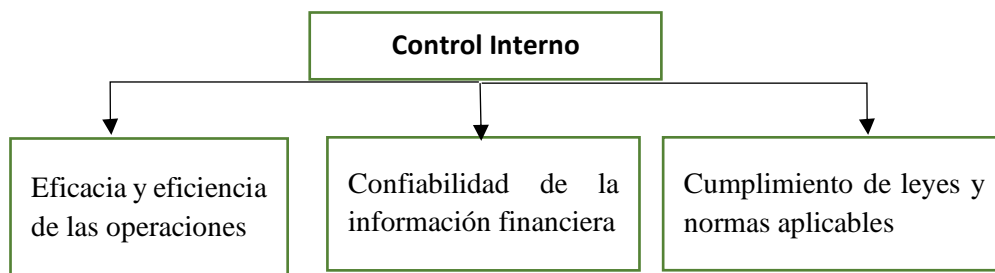 Control Interno
Eficacia y eficiencia
de las operaciones
Confiabilidad de la
información financiera
Cumplimiento de leyes y
normas aplicables